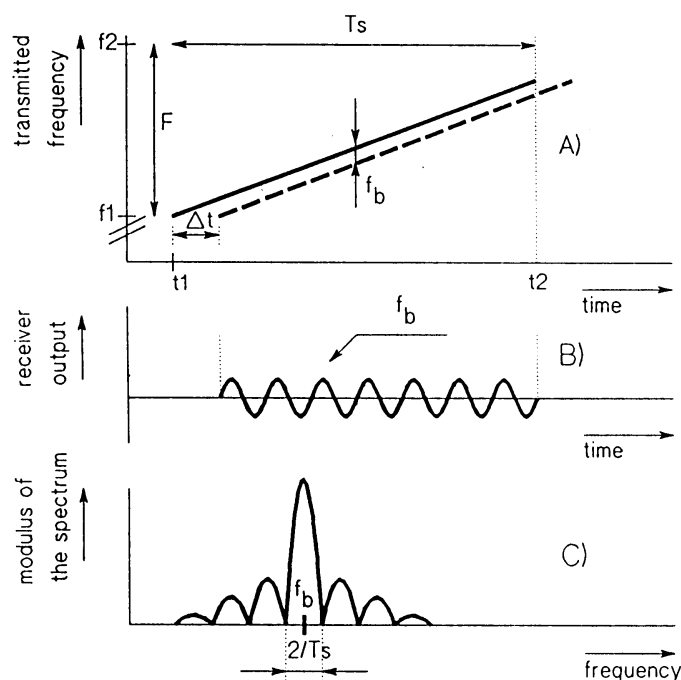 f2
Ts
transmitted
frequency
F
A)
fb
f1
Δt
t1
t2
time
receiver
output
fb
B)
time
modulus of
the spectrum
C)
fb
2/Ts
frequency